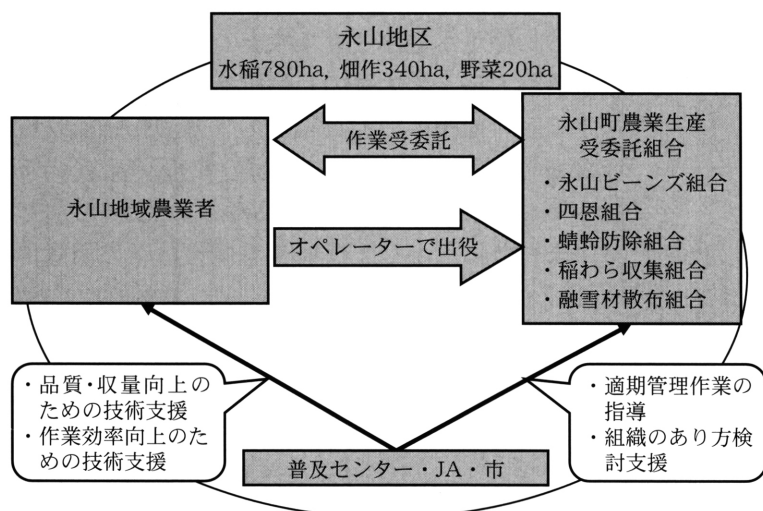 永山地区
水稲780ha, 畑作340ha, 野菜20ha
永山地域農業者
作業受委託
オペレーターで出役
永山町農業生産
受委託組合
・永山ビーンズ組合
・四恩組合
・蜻蛉防除組合
・稲わら収集組合
・融雪材散布組合
・品質・収量向上の
ための技術支援
・作業効率向上のた
めの技術支援
・適期管理作業の
指導
・組織のあり方検
討支援
普及センター・JA・市